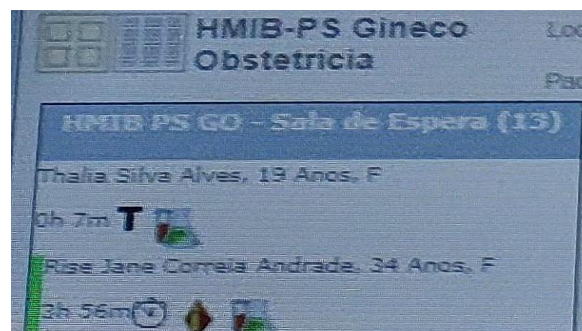 HMIB-PS Gineco
Obstetrícia
HMIB PS GO - Sala de Espera (13)
Thalia Silva Alves, 19 Anos, F
0h 7m T
Rise Jane Correia Andrade, 34 Anos, F
3h 56m